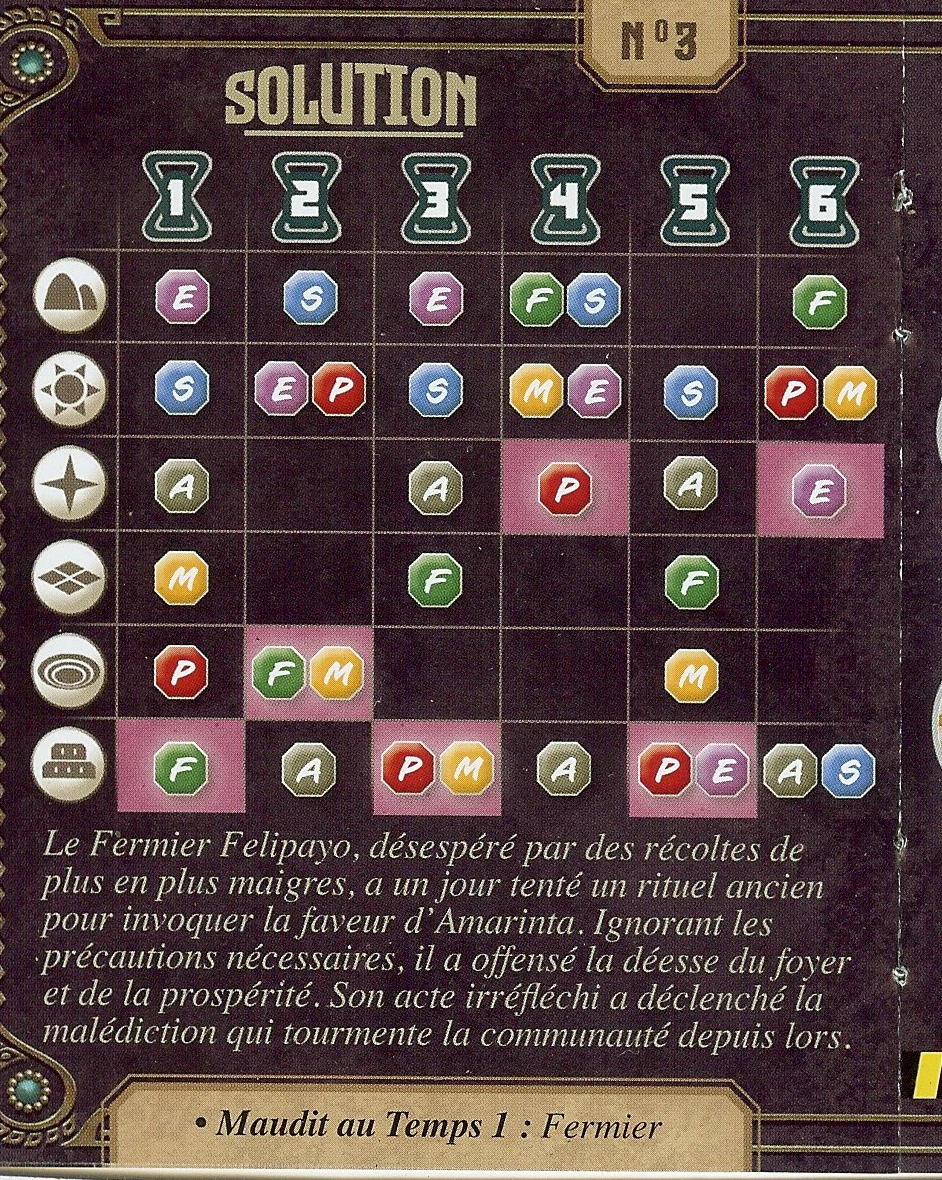 N°3
SOLUTION
1 2 3 4 5 6
E S E F S F
S E P S M E S P M
A A P A E
M F F
P F M M
F A P M A P E A S
Le Fermier Felipayo, désespéré par des récoltes de
plus en plus maigres, a un jour tenté un rituel ancien
pour invoquer la faveur d'Amarinta. Ignorant les
précautions nécessaires, il a offensé la déesse du foyer
et de la prospérité. Son acte irréfléchi a déclenché la
malédiction qui tourmente la communauté depuis lors.
• Maudit au Temps 1 : Fermier